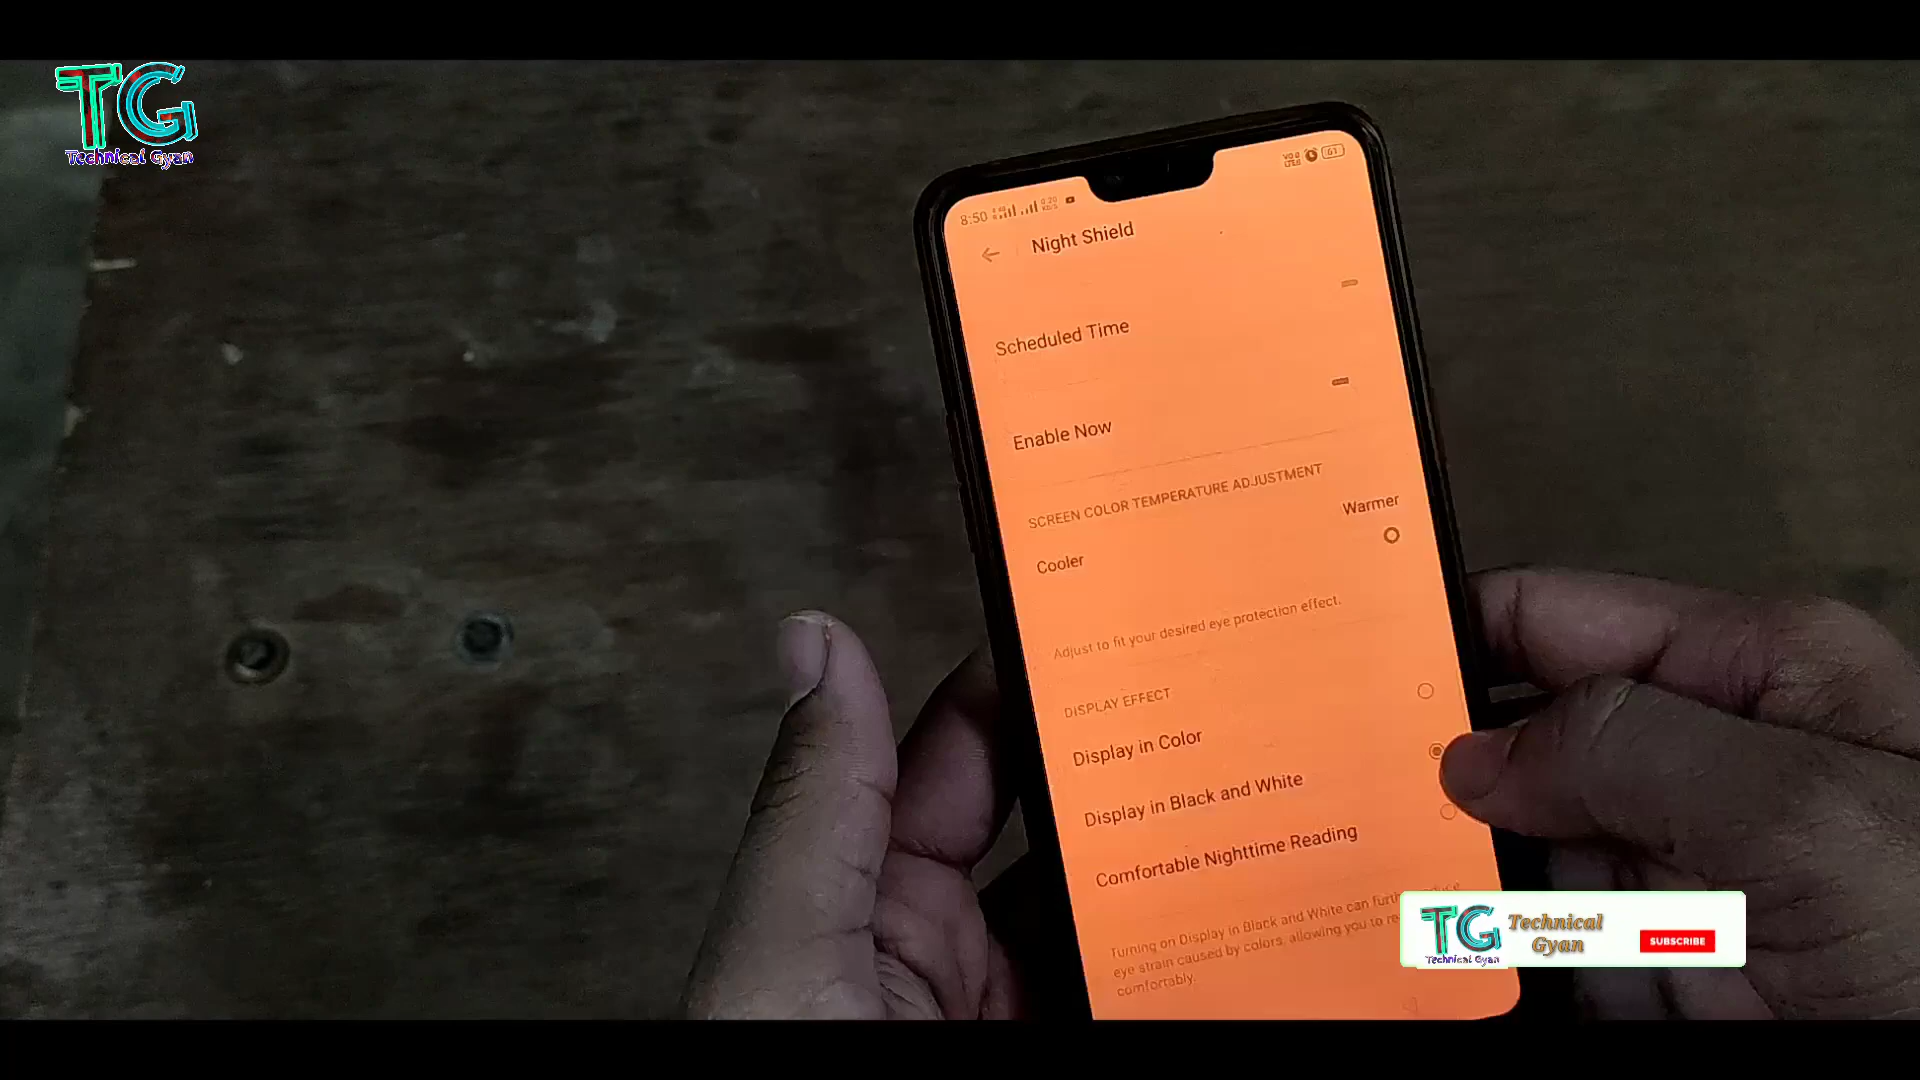 TG
Technical Gyan
8:50
61
Night Shield
Scheduled Time
Enable Now
SCREEN COLOR TEMPERATURE ADJUSTMENT
Warmer
Cooler
Adjust to fit your desired eye protection effect.
DISPLAY EFFECT
Display in Color
Display in Black and White
Comfortable Nighttime Reading
Turning on Display in Black and White can
eye strain caused by colors, allowing you to
comfortably.
TG
Technical Gyan
Technical
Gyan
SUBSCRIBE